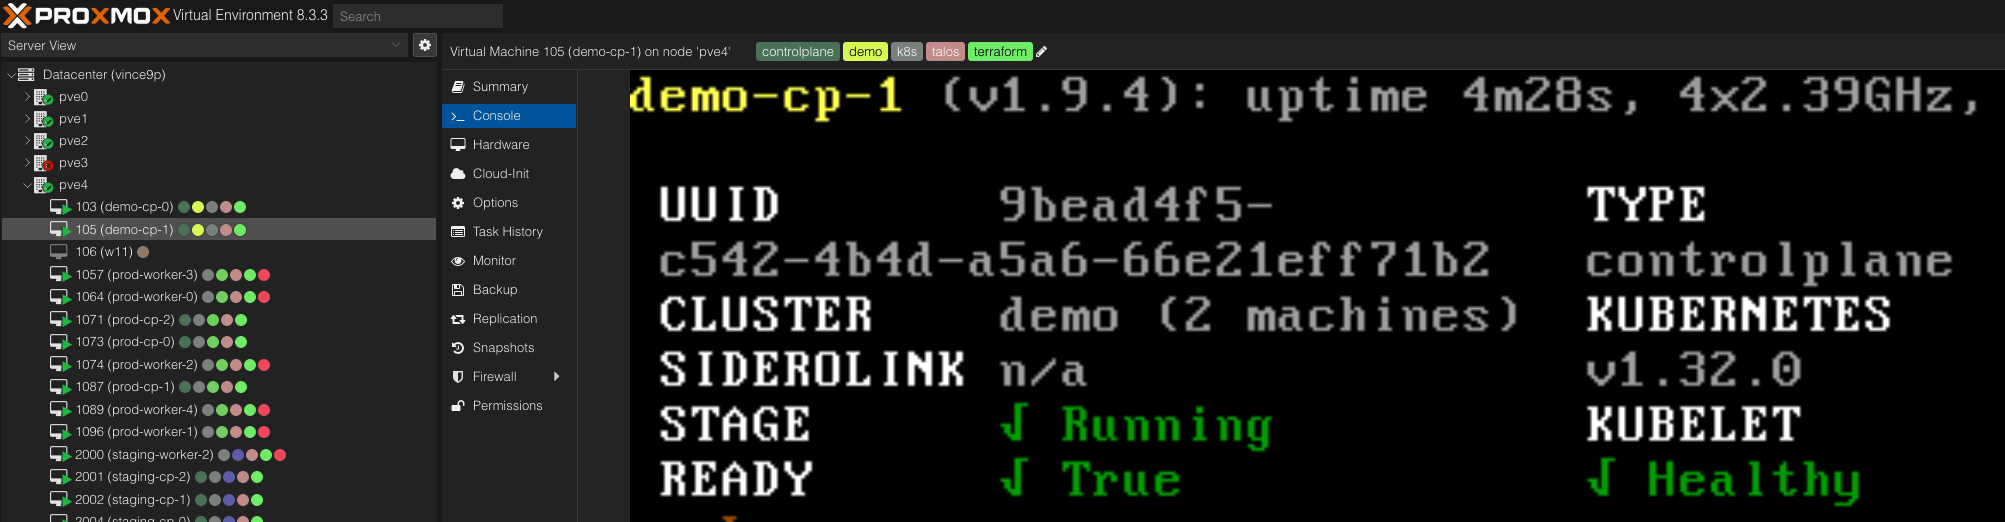 PROXMOX Virtual Environment 8.3.3 Search
Server View
Datacenter (vince9p)
pve0
pve1
pve2
pve3
pve4
103 (demo-cp-0)
105 (demo-cp-1)
106 (w11)
1057 (prod-worker-3)
1064 (prod-worker-0)
1071 (prod-cp-2)
1073 (prod-cp-0)
1074 (prod-worker-2)
1087 (prod-cp-1)
1089 (prod-worker-4)
1096 (prod-worker-1)
2000 (staging-worker-2)
2001 (staging-cp-2)
2002 (staging-cp-1)
2004 (staging-cp-0)
Virtual Machine 105 (demo-cp-1) on node 'pve4' controlplane demo k8s talos terraform
Summary
Console
Hardware
Cloud-Init
Options
Task History
Monitor
Backup
Replication
Snapshots
Firewall
Permissions
demo-cp-1 (v1.9.4): uptime 4m28s, 4x2.39GHz,
UUID 9bead4f5- TYPE
c542-4b4d-a5a6-66e21eff71b2 controlplane
CLUSTER demo (2 machines) KUBERNETES
SIDEROLINK n/a v1.32.0
STAGE √ Running KUBELET
READY √ True √ Healthy